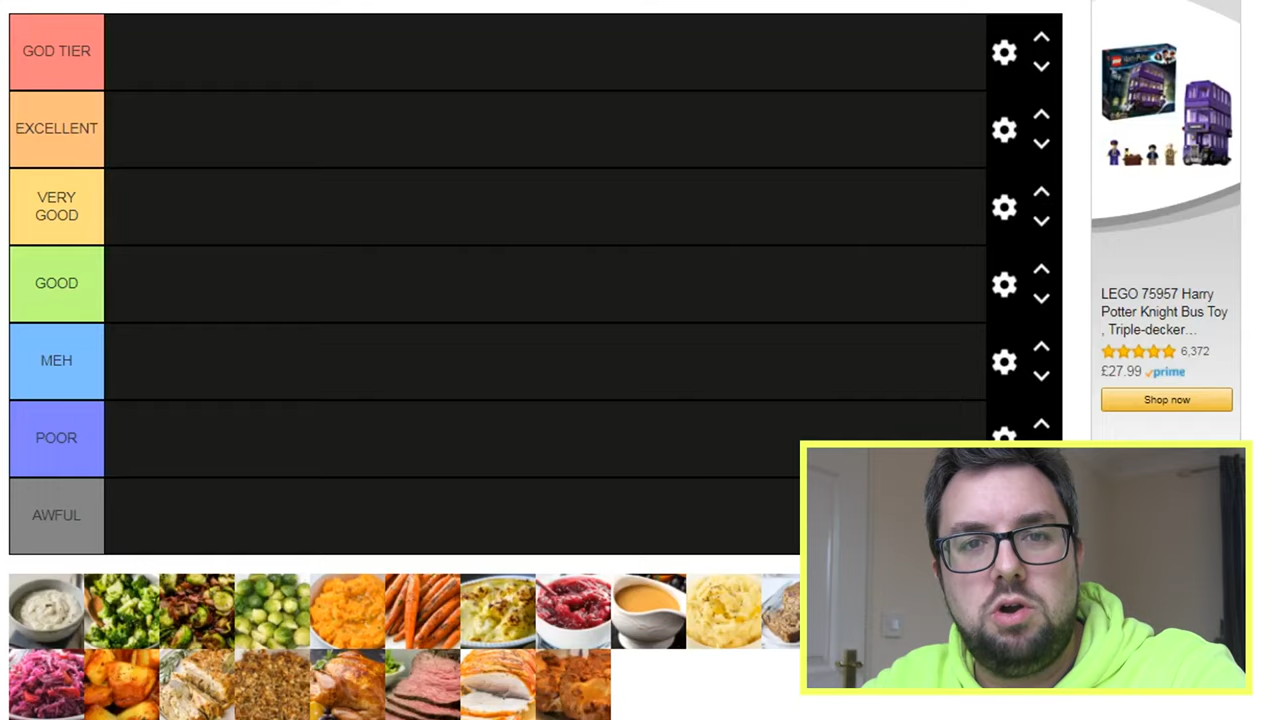 GOD TIER
EXCELLENT
VERY
GOOD
GOOD
MEH
POOR
AWFUL
LEGO 75957 Harry
Potter Knight Bus Toy
, Triple-decker...
6,372
£27.99 prime
Shop now